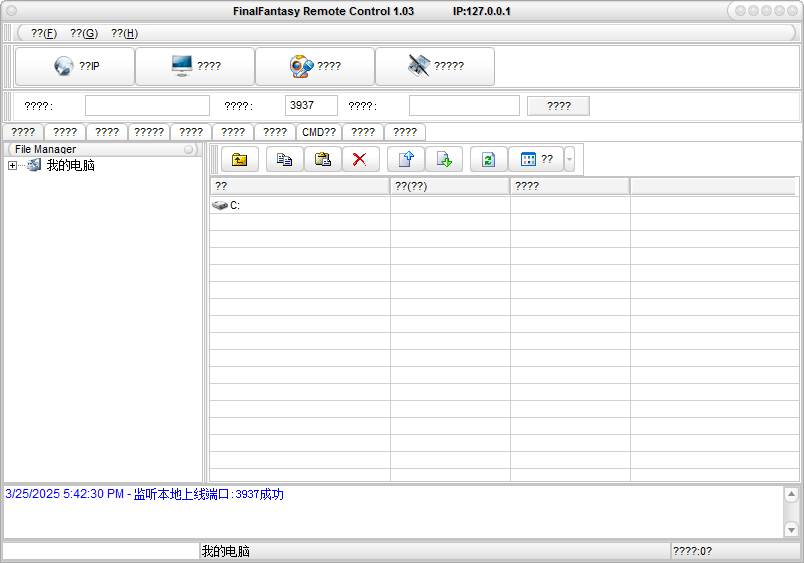 FinalFantasy Remote Control 1.03 IP:127.0.0.1
??(F) ??(G) ??(H)
??IP ???? ???? ?????
????: ????: 3937 ????: ????
???? ???? ???? ????? ???? ???? ???? CMD?? ???? ????
File Manager
我的电脑
??
?? ??(??) ????
C:
3/25/2025 5:42:30 PM - 监听本地上线端口:3937成功
我的电脑 ????:0?